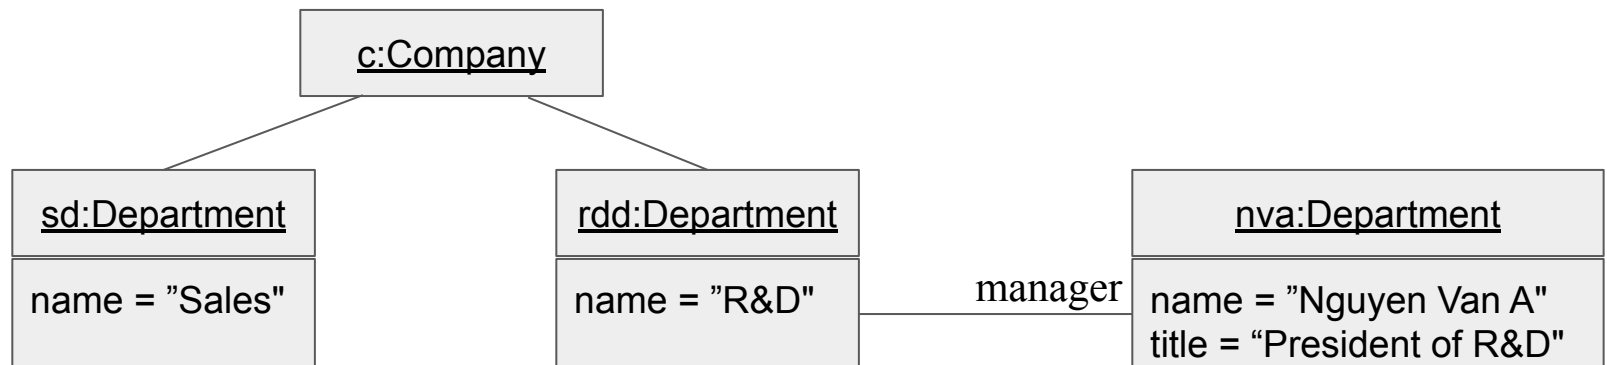 c:Company
sd:Department
rdd:Department
nva:Department
name = ”Sales"
name = ”R&D"
manager
name = ”Nguyen Van A"
title = “President of R&D"